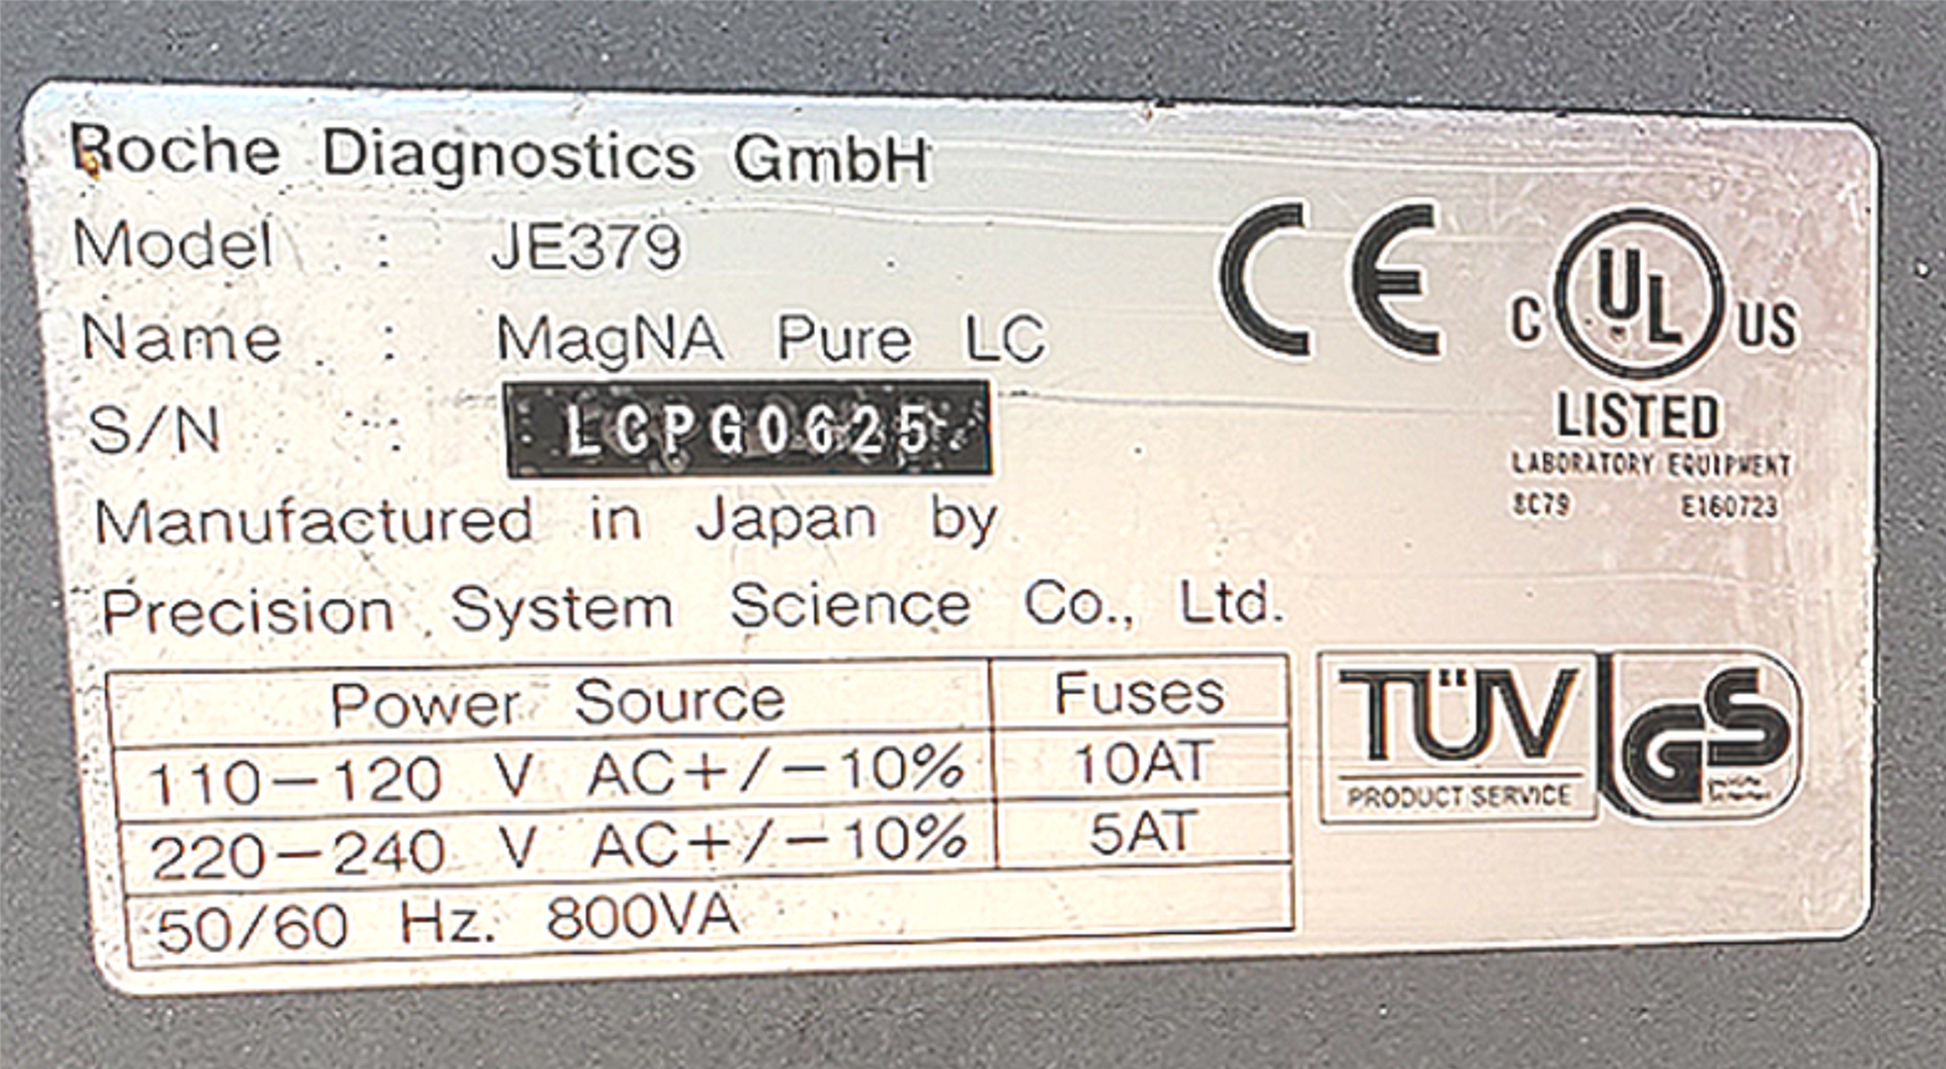 Roche Diagnostics GmbH
Model : JE379
Name : MagNA Pure LC
S/N : LCPG0625
Manufactured in Japan by
Precision System Science Co., Ltd.
Power Source Fuses
110-120 V AC+/-10% 10AT
220-240 V AC+/-10% 5AT
50/60 Hz. 800VA
CE
C UL US
LISTED
LABORATORY EQUIPMENT
8C79 E160723
TÜV
PRODUCT SERVICE
GS